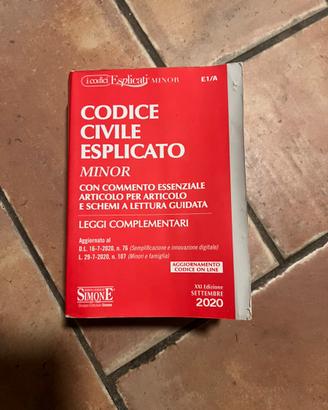 i codici Esplicati MINOR E1/A
CODICE
CIVILE
ESPLICATO
MINOR
CON COMMENTO ESSENZIALE
ARTICOLO PER ARTICOLO
E SCHEMI A LETTURA GUIDATA
LEGGI COMPLEMENTARI
Aggiornato al
D.L. 16-7-2020, n. 76 (Semplificazione e innovazione digitale)
L. 29-7-2020, n. 107 (Minori e famiglia)
AGGIORNAMENTO
CODICE ON LINE
SIMONE
XXI Edizione
SETTEMBRE
2020